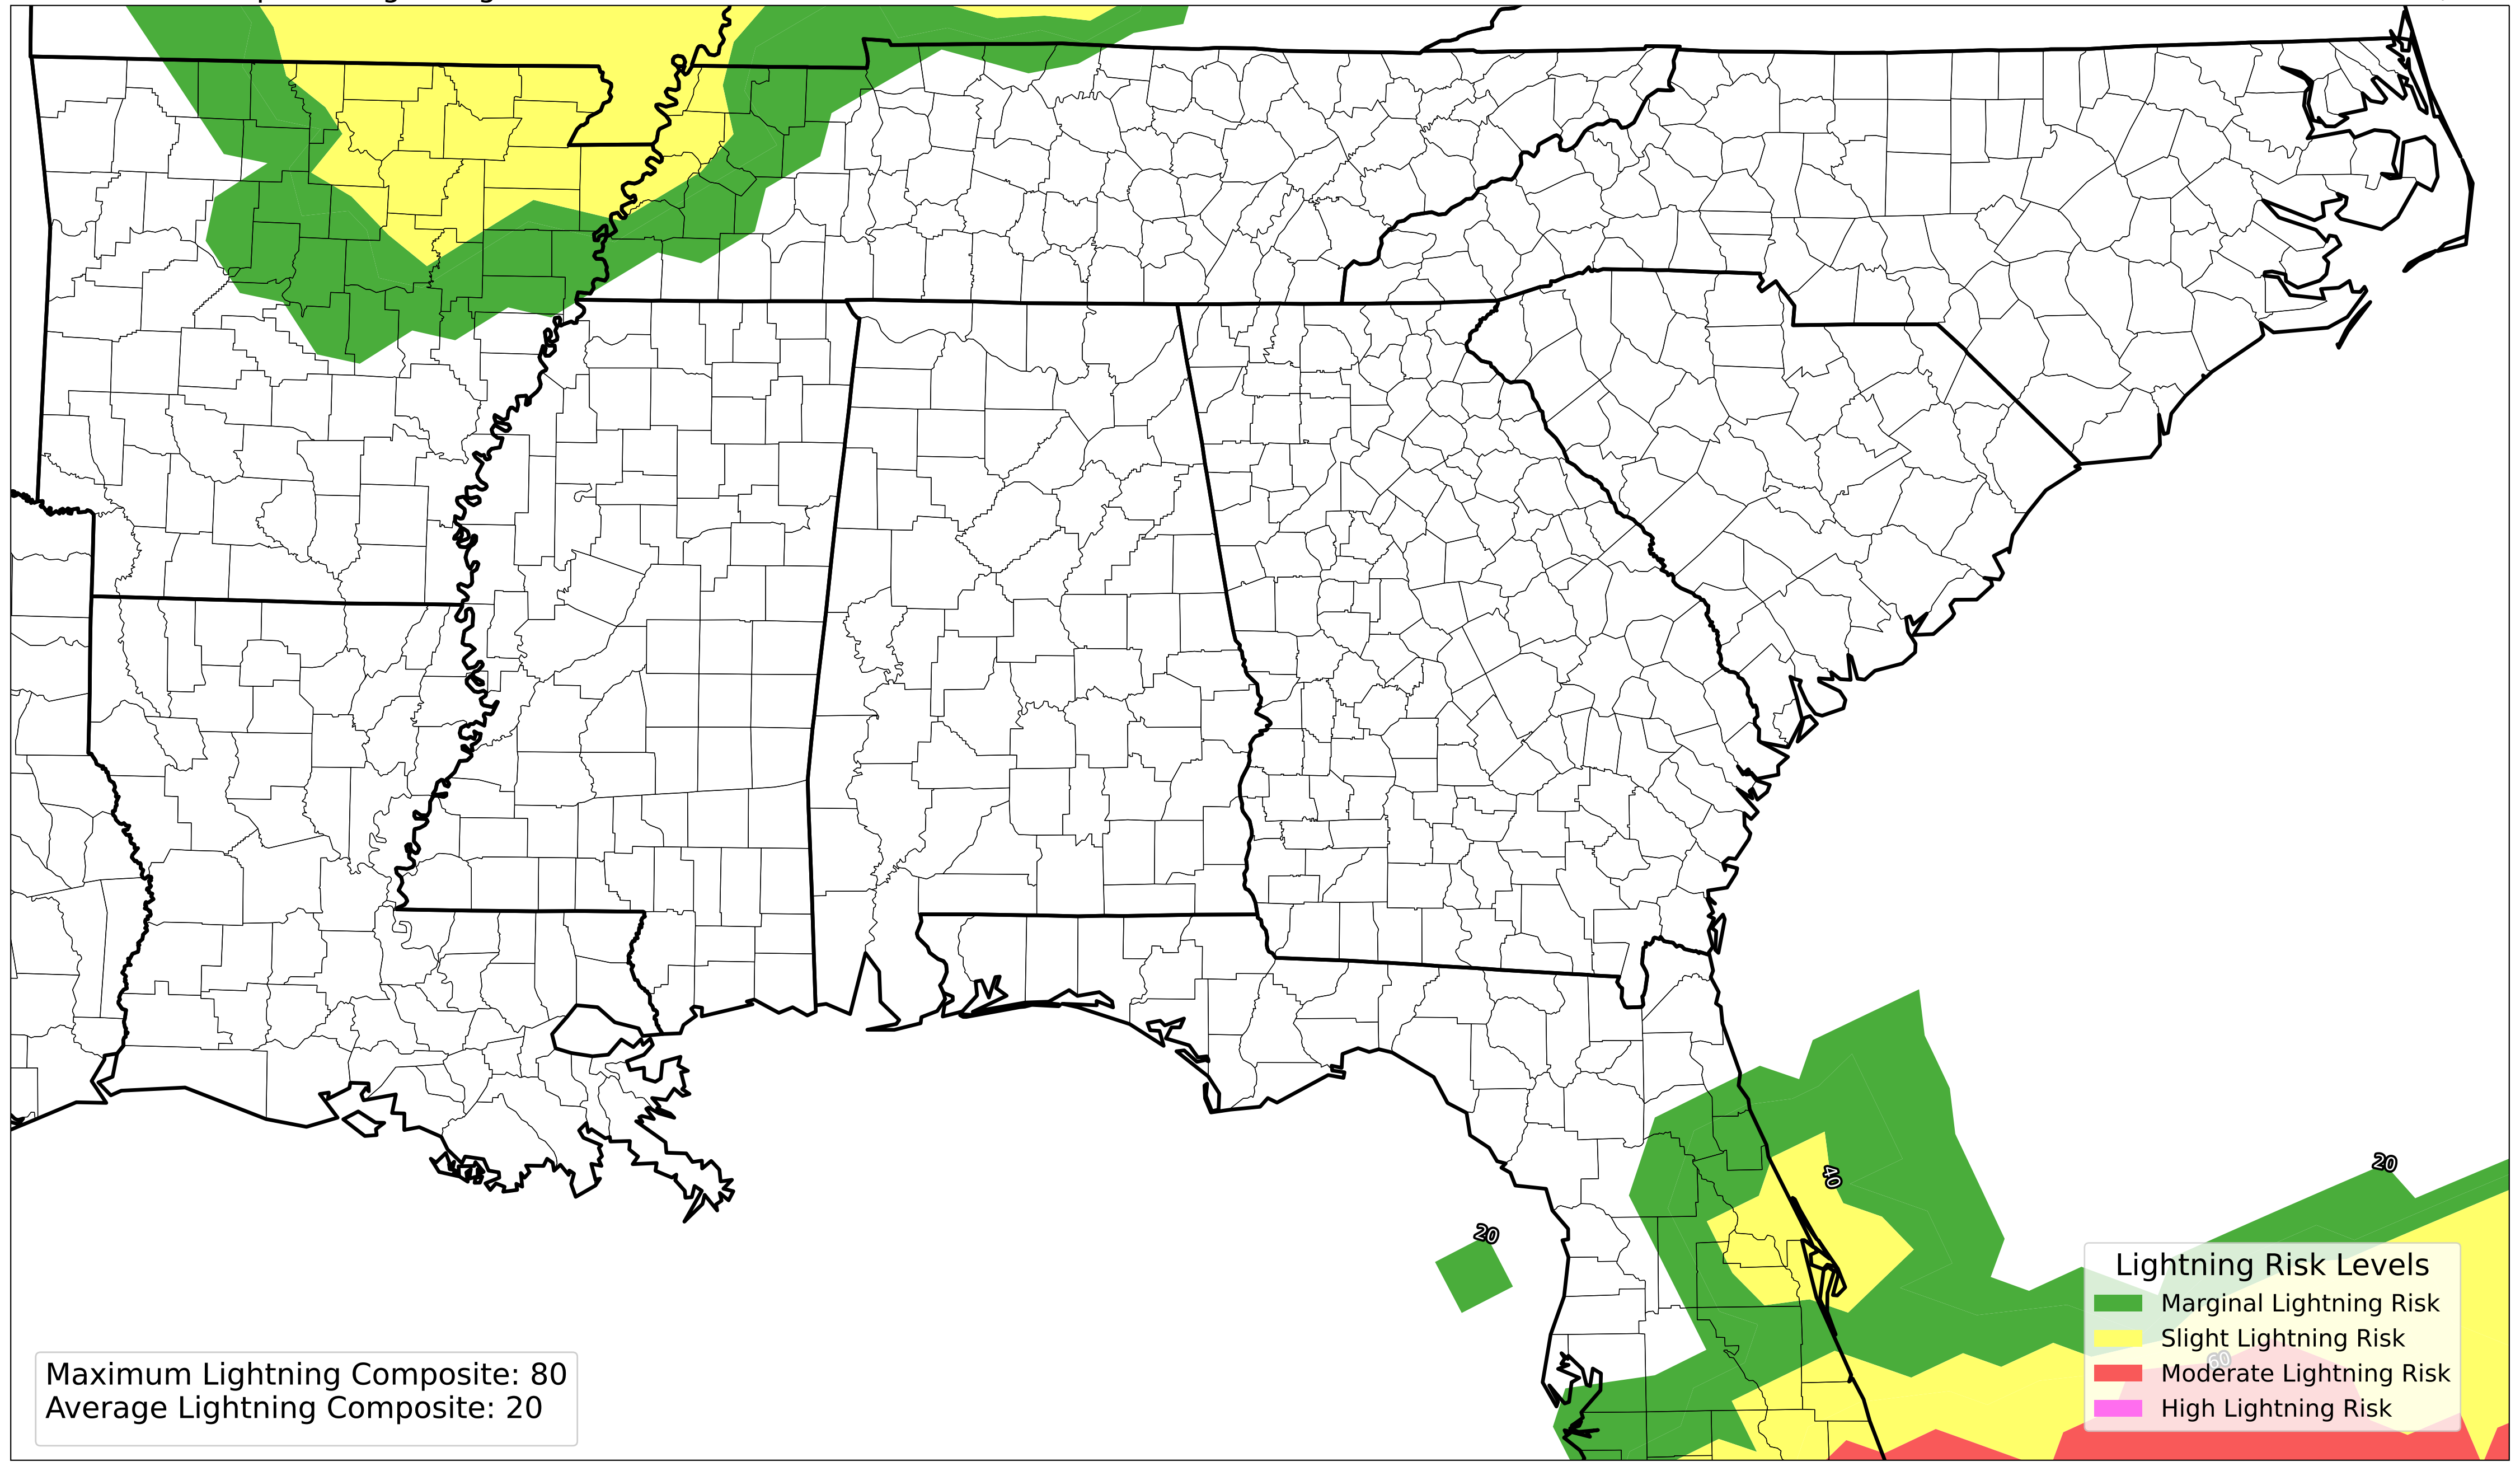 40
20
20
60
Lightning Risk Levels
Marginal Lightning Risk
Slight Lightning Risk
Moderate Lightning Risk
High Lightning Risk
Maximum Lightning Composite: 80
Average Lightning Composite: 20